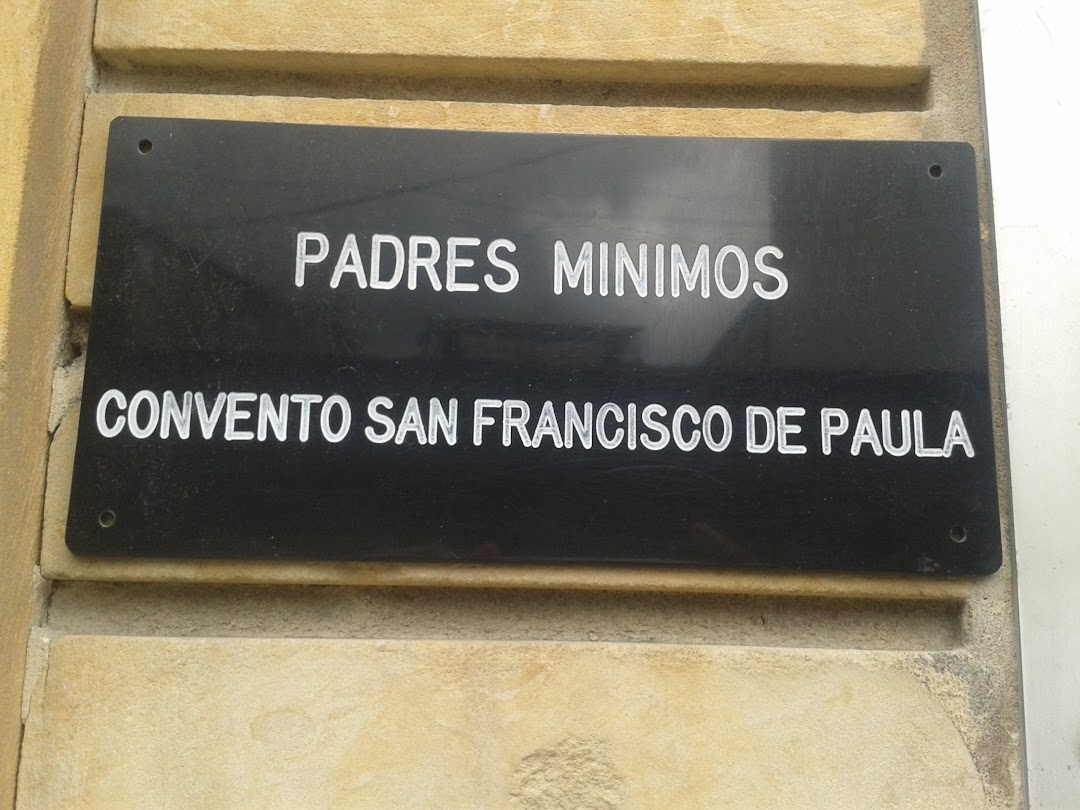 PADRES MINIMOS
CONVENTO SAN FRANCISCO DE PAULA